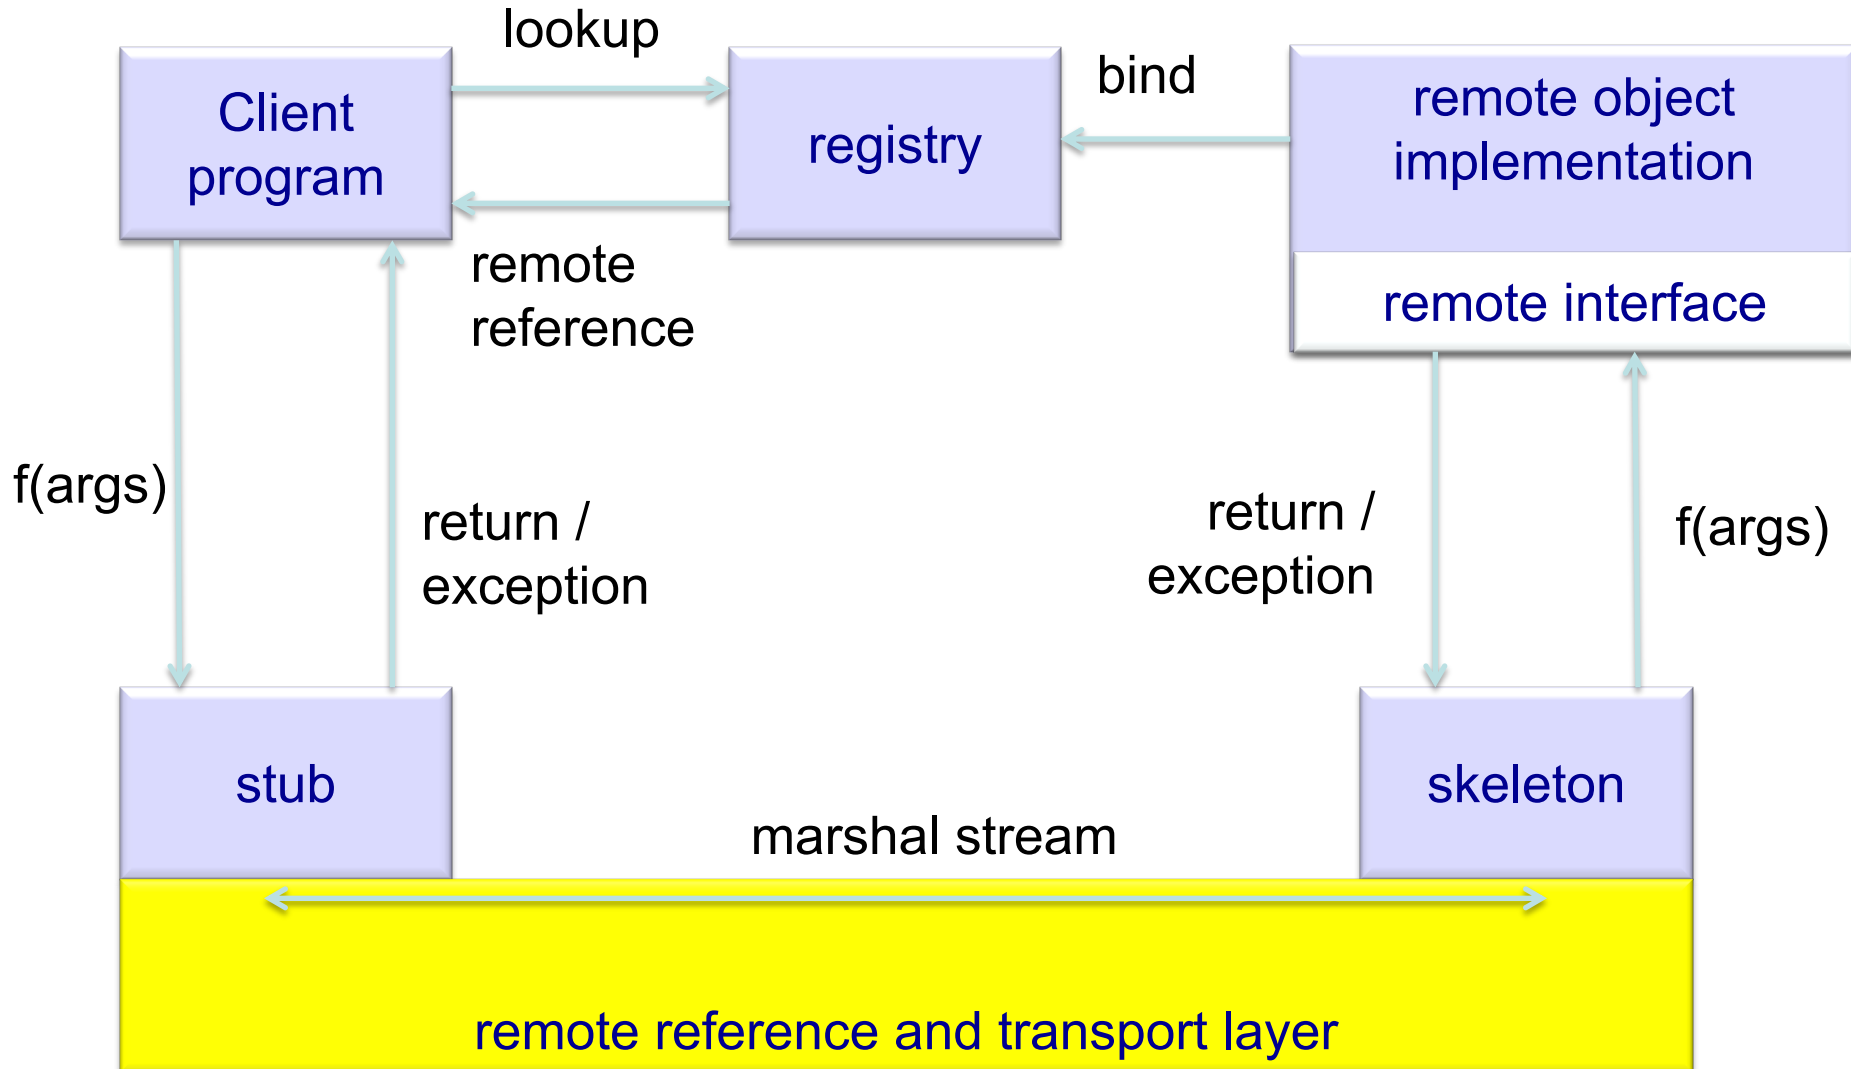 lookup
Client
program
registry
bind
remote object
implementation
remote
reference
remote interface
f(args)
return /
exception
return /
exception
f(args)
stub
skeleton
marshal stream
remote reference and transport layer